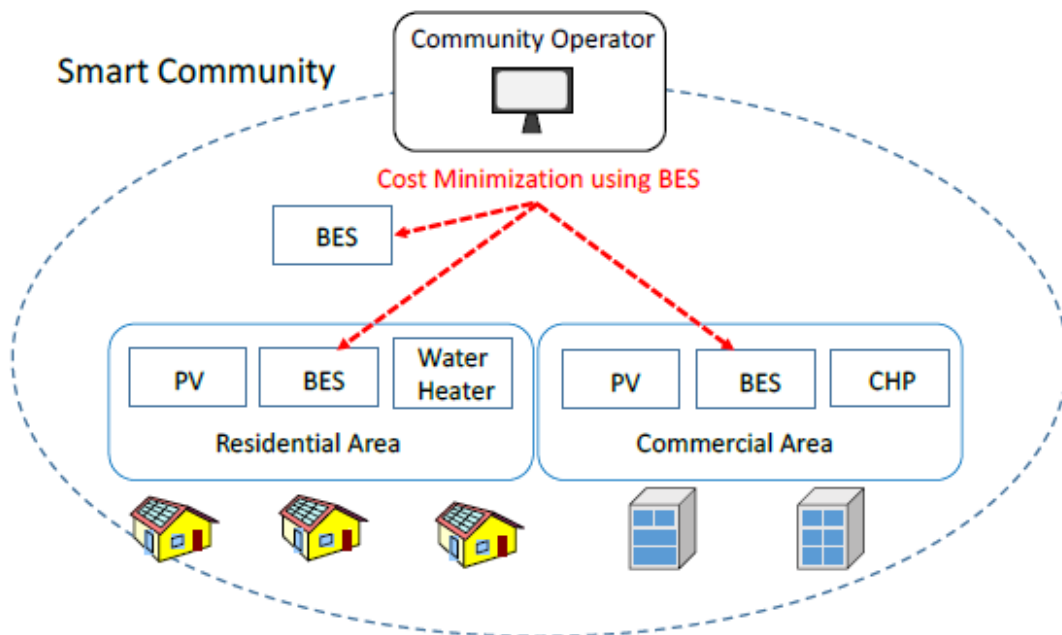 Community Operator
Smart Community
Cost Minimization using BES
BES
PV
BES
Water
Heater
Residential Area
PV
BES
CHP
Commercial Area